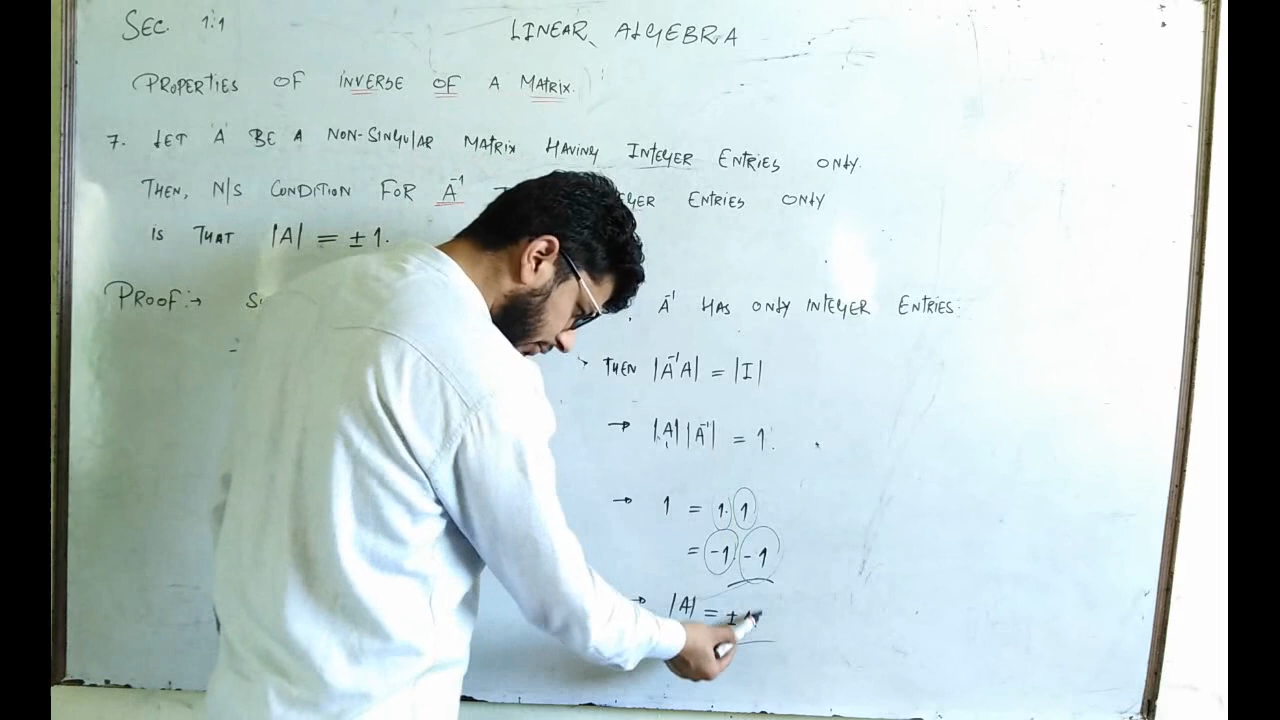 SEC. 1.1
LINEAR ALGEBRA
PROPERTIES OF INVERSE OF A MATRIX.
7. LET A BE A NON-SINGULAR MATRIX HAVING INTEGER ENTRIES ONLY.
THEN, N/S CONDITION FOR A⁻¹ ENTRIES ONLY
IS THAT |A| = ±1.
PROOF:→ A⁻¹ HAS ONLY INTEGER ENTRIES:
THEN |A⁻¹A| = |I|
→ |A||A⁻¹| = 1.
→ 1 = 1.1
= -1.-1
→ |A| = ±1.